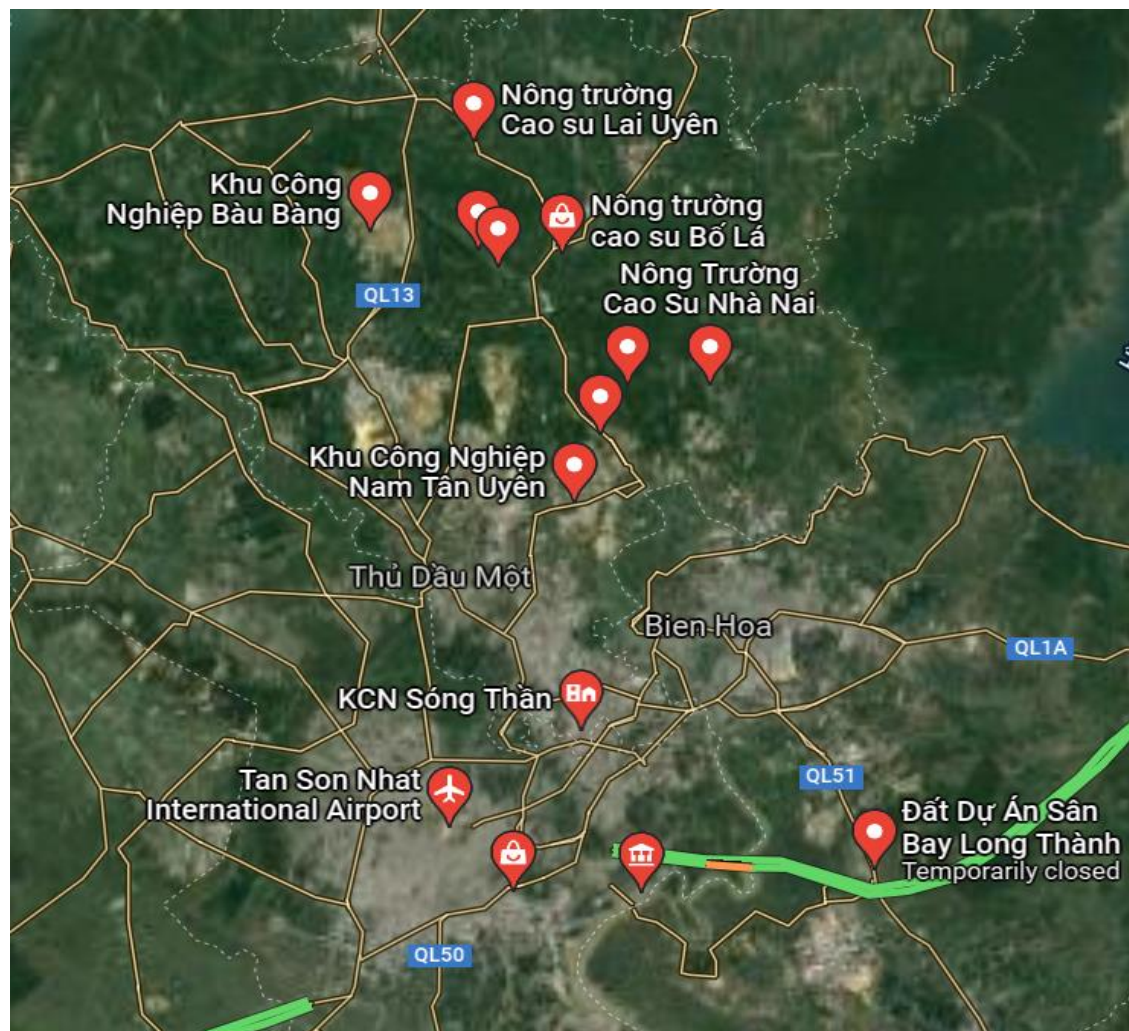 Nông trường
Cao su Lai Uyên
Khu Công
Nghiệp Bàu Bàng
Nông trường
cao su Bố Lá
Nông Trường
Cao Su Nhà Nai
QL13
Khu Công Nghiệp
Nam Tân Uyên
Thủ Dầu Một
Bien Hoa
QL1A
KCN Sóng Thần
Tan Son Nhat
International Airport
QL51
Đất Dự Án Sân
Bay Long Thành
Temporarily closed
QL50